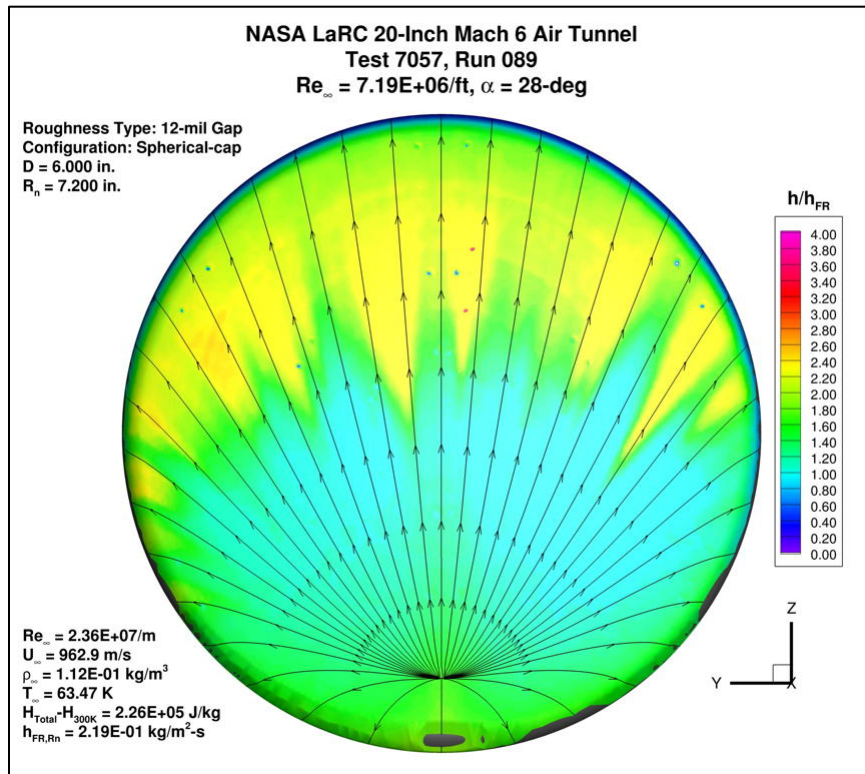 NASA LaRC 20-Inch Mach 6 Air Tunnel
Test 7057, Run 089
Re∞ = 7.19E+06/ft, α = 28-deg
Roughness Type: 12-mil Gap
Configuration: Spherical-cap
D = 6.000 in.
Rn = 7.200 in.
h/hFR
4.00
3.80
3.60
3.40
3.20
3.00
2.80
2.60
2.40
2.20
2.00
1.80
1.60
1.40
1.20
1.00
0.80
0.60
0.40
0.20
0.00
Re∞ = 2.36E+07/m
U∞ = 962.9 m/s
ρ∞ = 1.12E-01 kg/m³
T∞ = 63.47 K
HTotal-H300K = 2.26E+05 J/kg
hFR,Rn = 2.19E-01 kg/m²-s
Z
Y
X